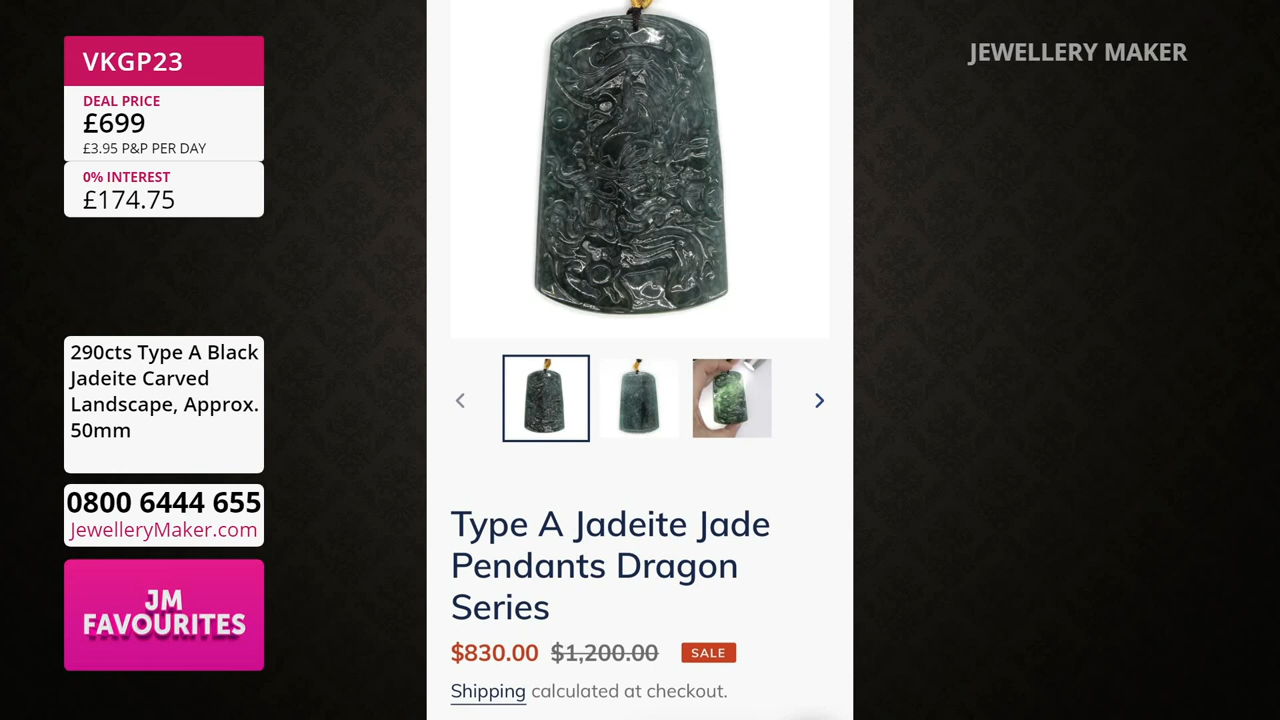 VKGP23
DEAL PRICE
£699
£3.95 P&P PER DAY
0% INTEREST
£174.75
290cts Type A Black
Jadeite Carved
Landscape, Approx.
50mm
0800 6444 655
JewelleryMaker.com
JM
FAVOURITES
Type A Jadeite Jade
Pendants Dragon
Series
$830.00 $1,200.00 SALE
Shipping calculated at checkout.
JEWELLERY MAKER